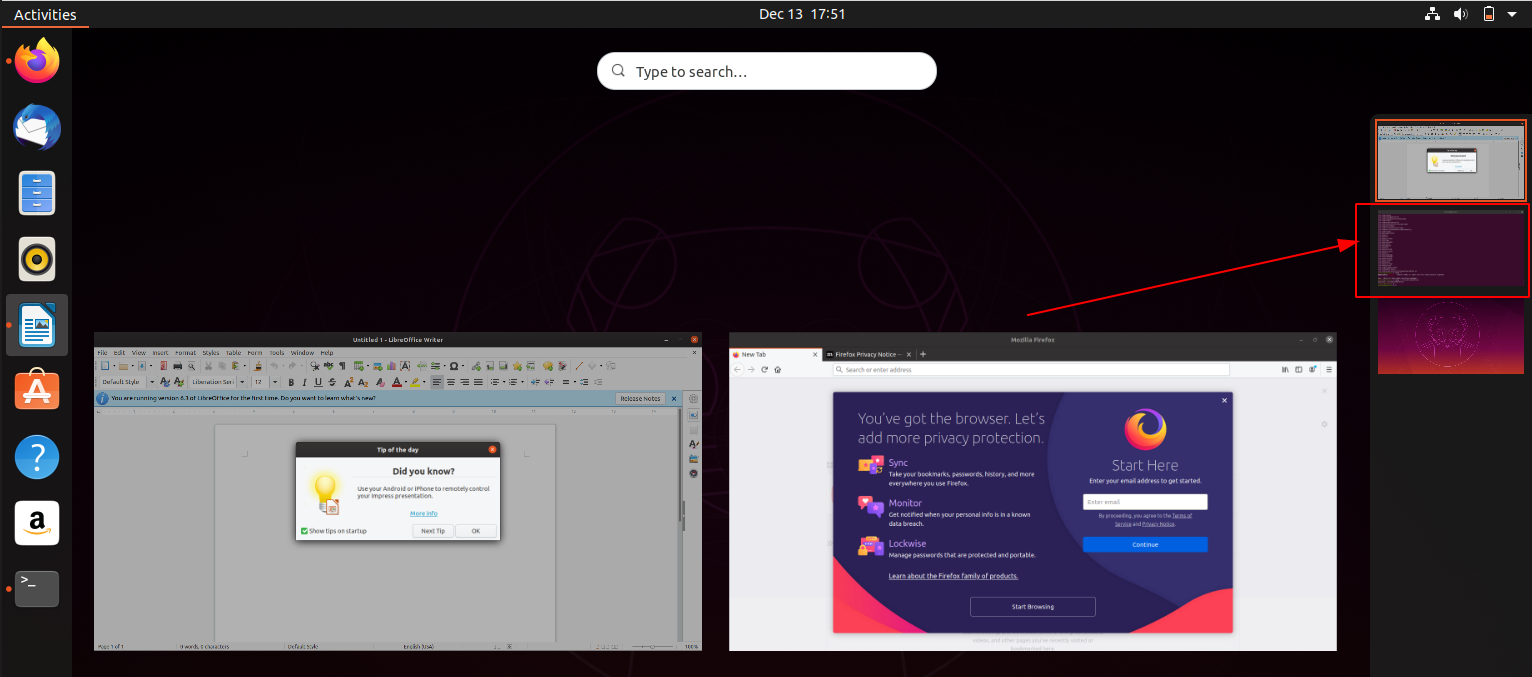 Activities
Dec 13 17:51
Type to search...
Untitled 1 - LibreOffice Writer
File Edit View Insert Format Styles Table Form Tools Window Help
Default Style
Liberation Seri
12
You are running version 6.3 of LibreOffice for the first time. Do you want to learn what's new?
Release Notes
Tip of the day
Did you know?
Use your Android or iPhone to remotely control
your Impress presentation.
More info
Show tips on startup
Next Tip
OK
Page 1 of 1
0 words, 0 characters
Default Style
English (USA)
100%
Mozilla Firefox
New Tab
Firefox Privacy Notice
Search or enter address
You've got the browser. Let's
add more privacy protection.
Sync
Take your bookmarks, passwords, history, and more
everywhere you use Firefox.
Monitor
Get notified when your personal info is in a known
data breach.
Lockwise
Manage passwords that are protected and portable.
Learn about the Firefox family of products.
Start Here
Enter your email address to get started.
Enter email
By proceeding, you agree to the Terms of
Service and Privacy Notice.
Continue
Start Browsing